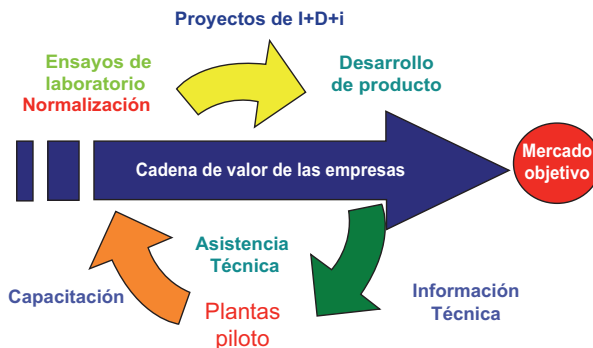 Proyectos de I+D+i
Ensayos de
laboratorio
Normalización
Desarrollo
de producto
Cadena de valor de las empresas
Mercado
objetivo
Asistencia
Técnica
Capacitación
Plantas
piloto
Información
Técnica